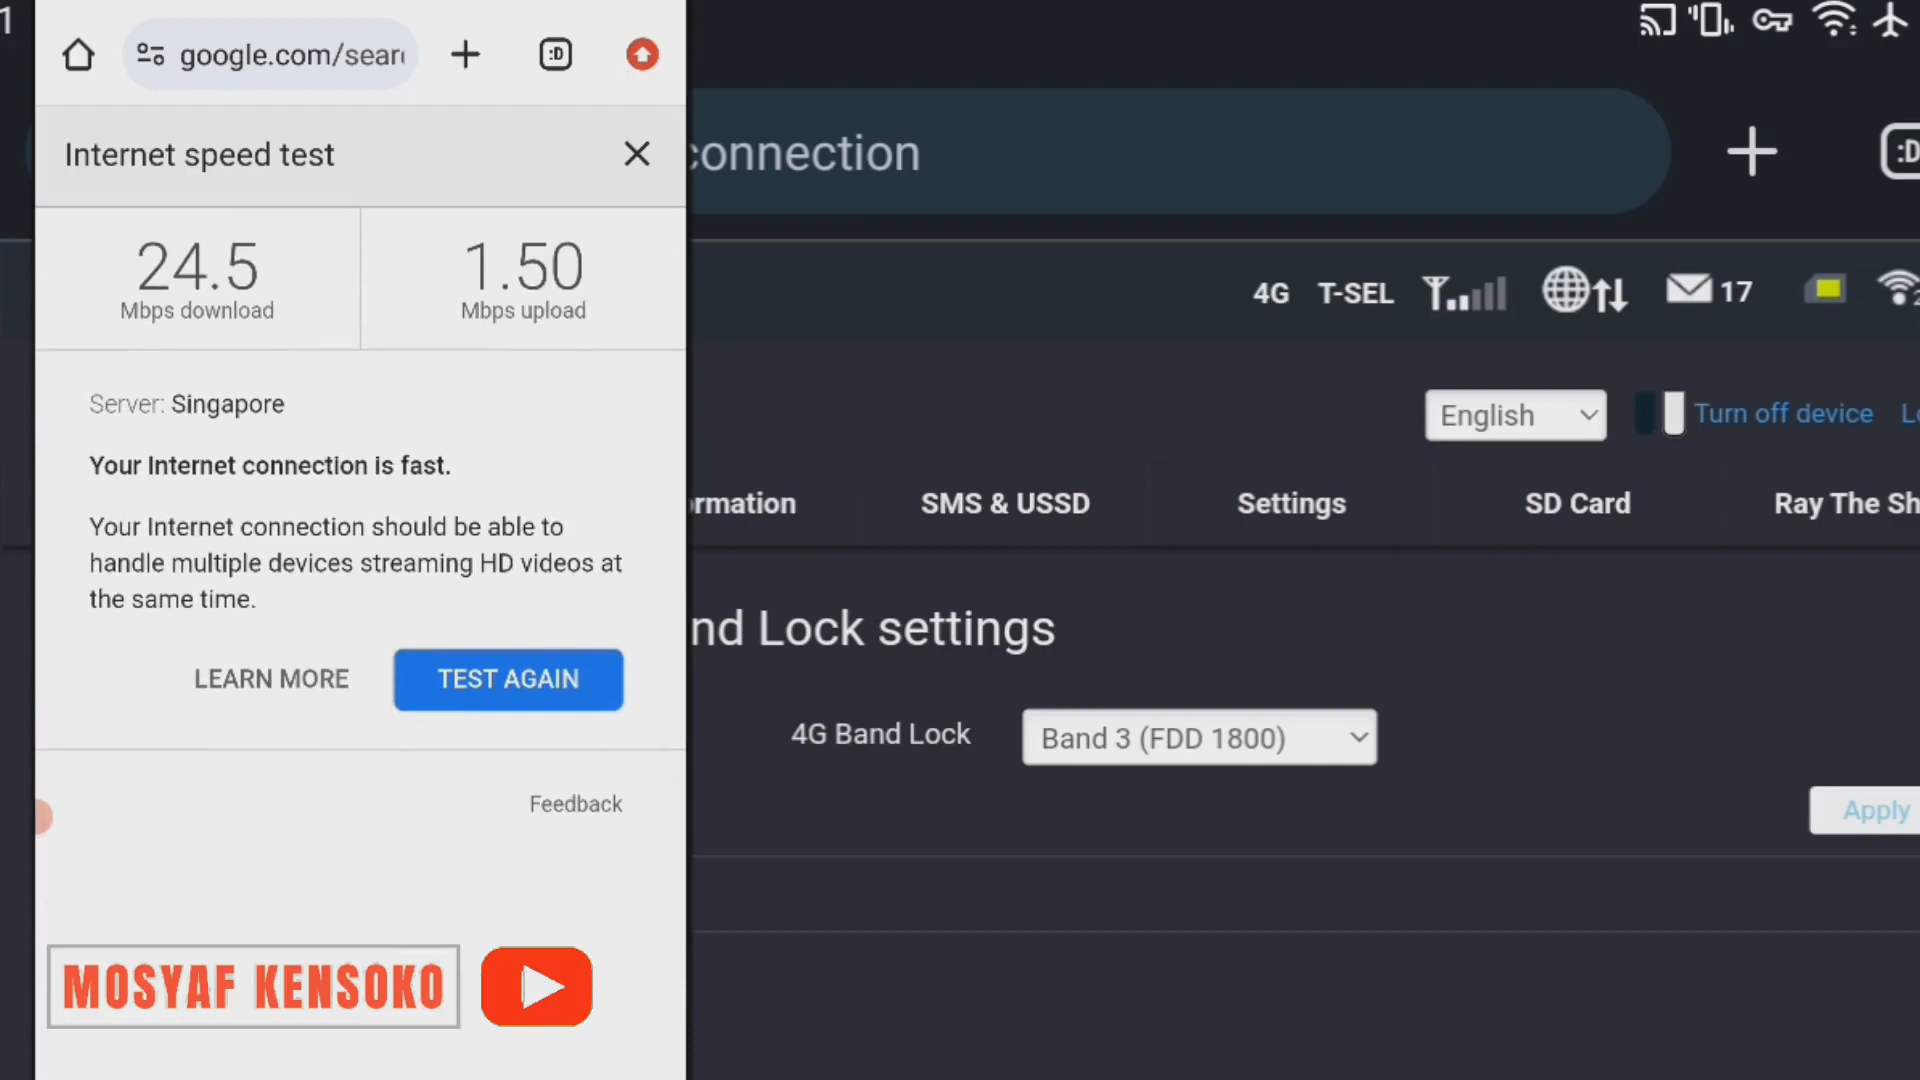 1
google.com/sear
:D
Internet speed test
24.5
Mbps download
1.50
Mbps upload
Server: Singapore
Your Internet connection is fast.
Your Internet connection should be able to
handle multiple devices streaming HD videos at
the same time.
LEARN MORE
TEST AGAIN
Feedback
MOSYAF KENSOKO
connection
:D
4G T-SEL
17
2
English
Turn off device
Lo
ormation
SMS & USSD
Settings
SD Card
Ray The Sh
nd Lock settings
4G Band Lock
Band 3 (FDD 1800)
Apply